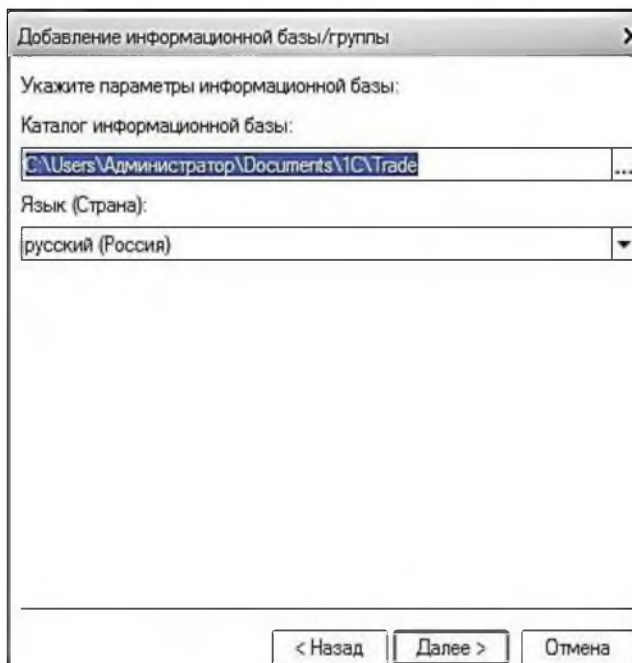 Добавление информационной базы/группы
Укажите параметры информационной базы:
Каталог информационной базы:
C:\Users\Администратор\Documents\1C\Trade
...
Язык (Страна):
русский (Россия)
< Назад
Далее >
Отмена